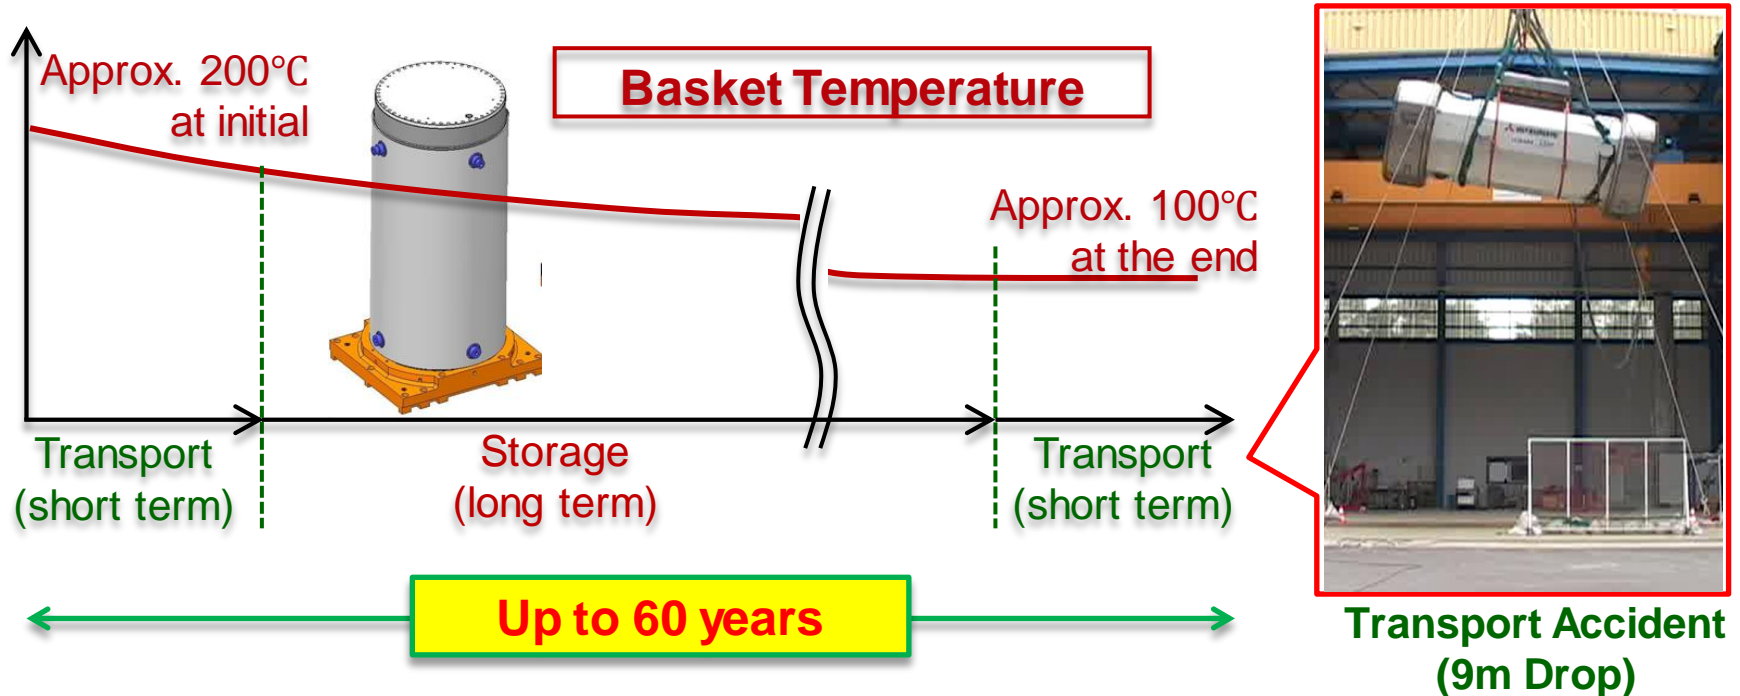 Approx. 200℃
at initial
Basket Temperature
Approx. 100℃
at the end
Transport
(short term)
Storage
(long term)
Transport
(short term)
Up to 60 years
Transport Accident
(9m Drop)